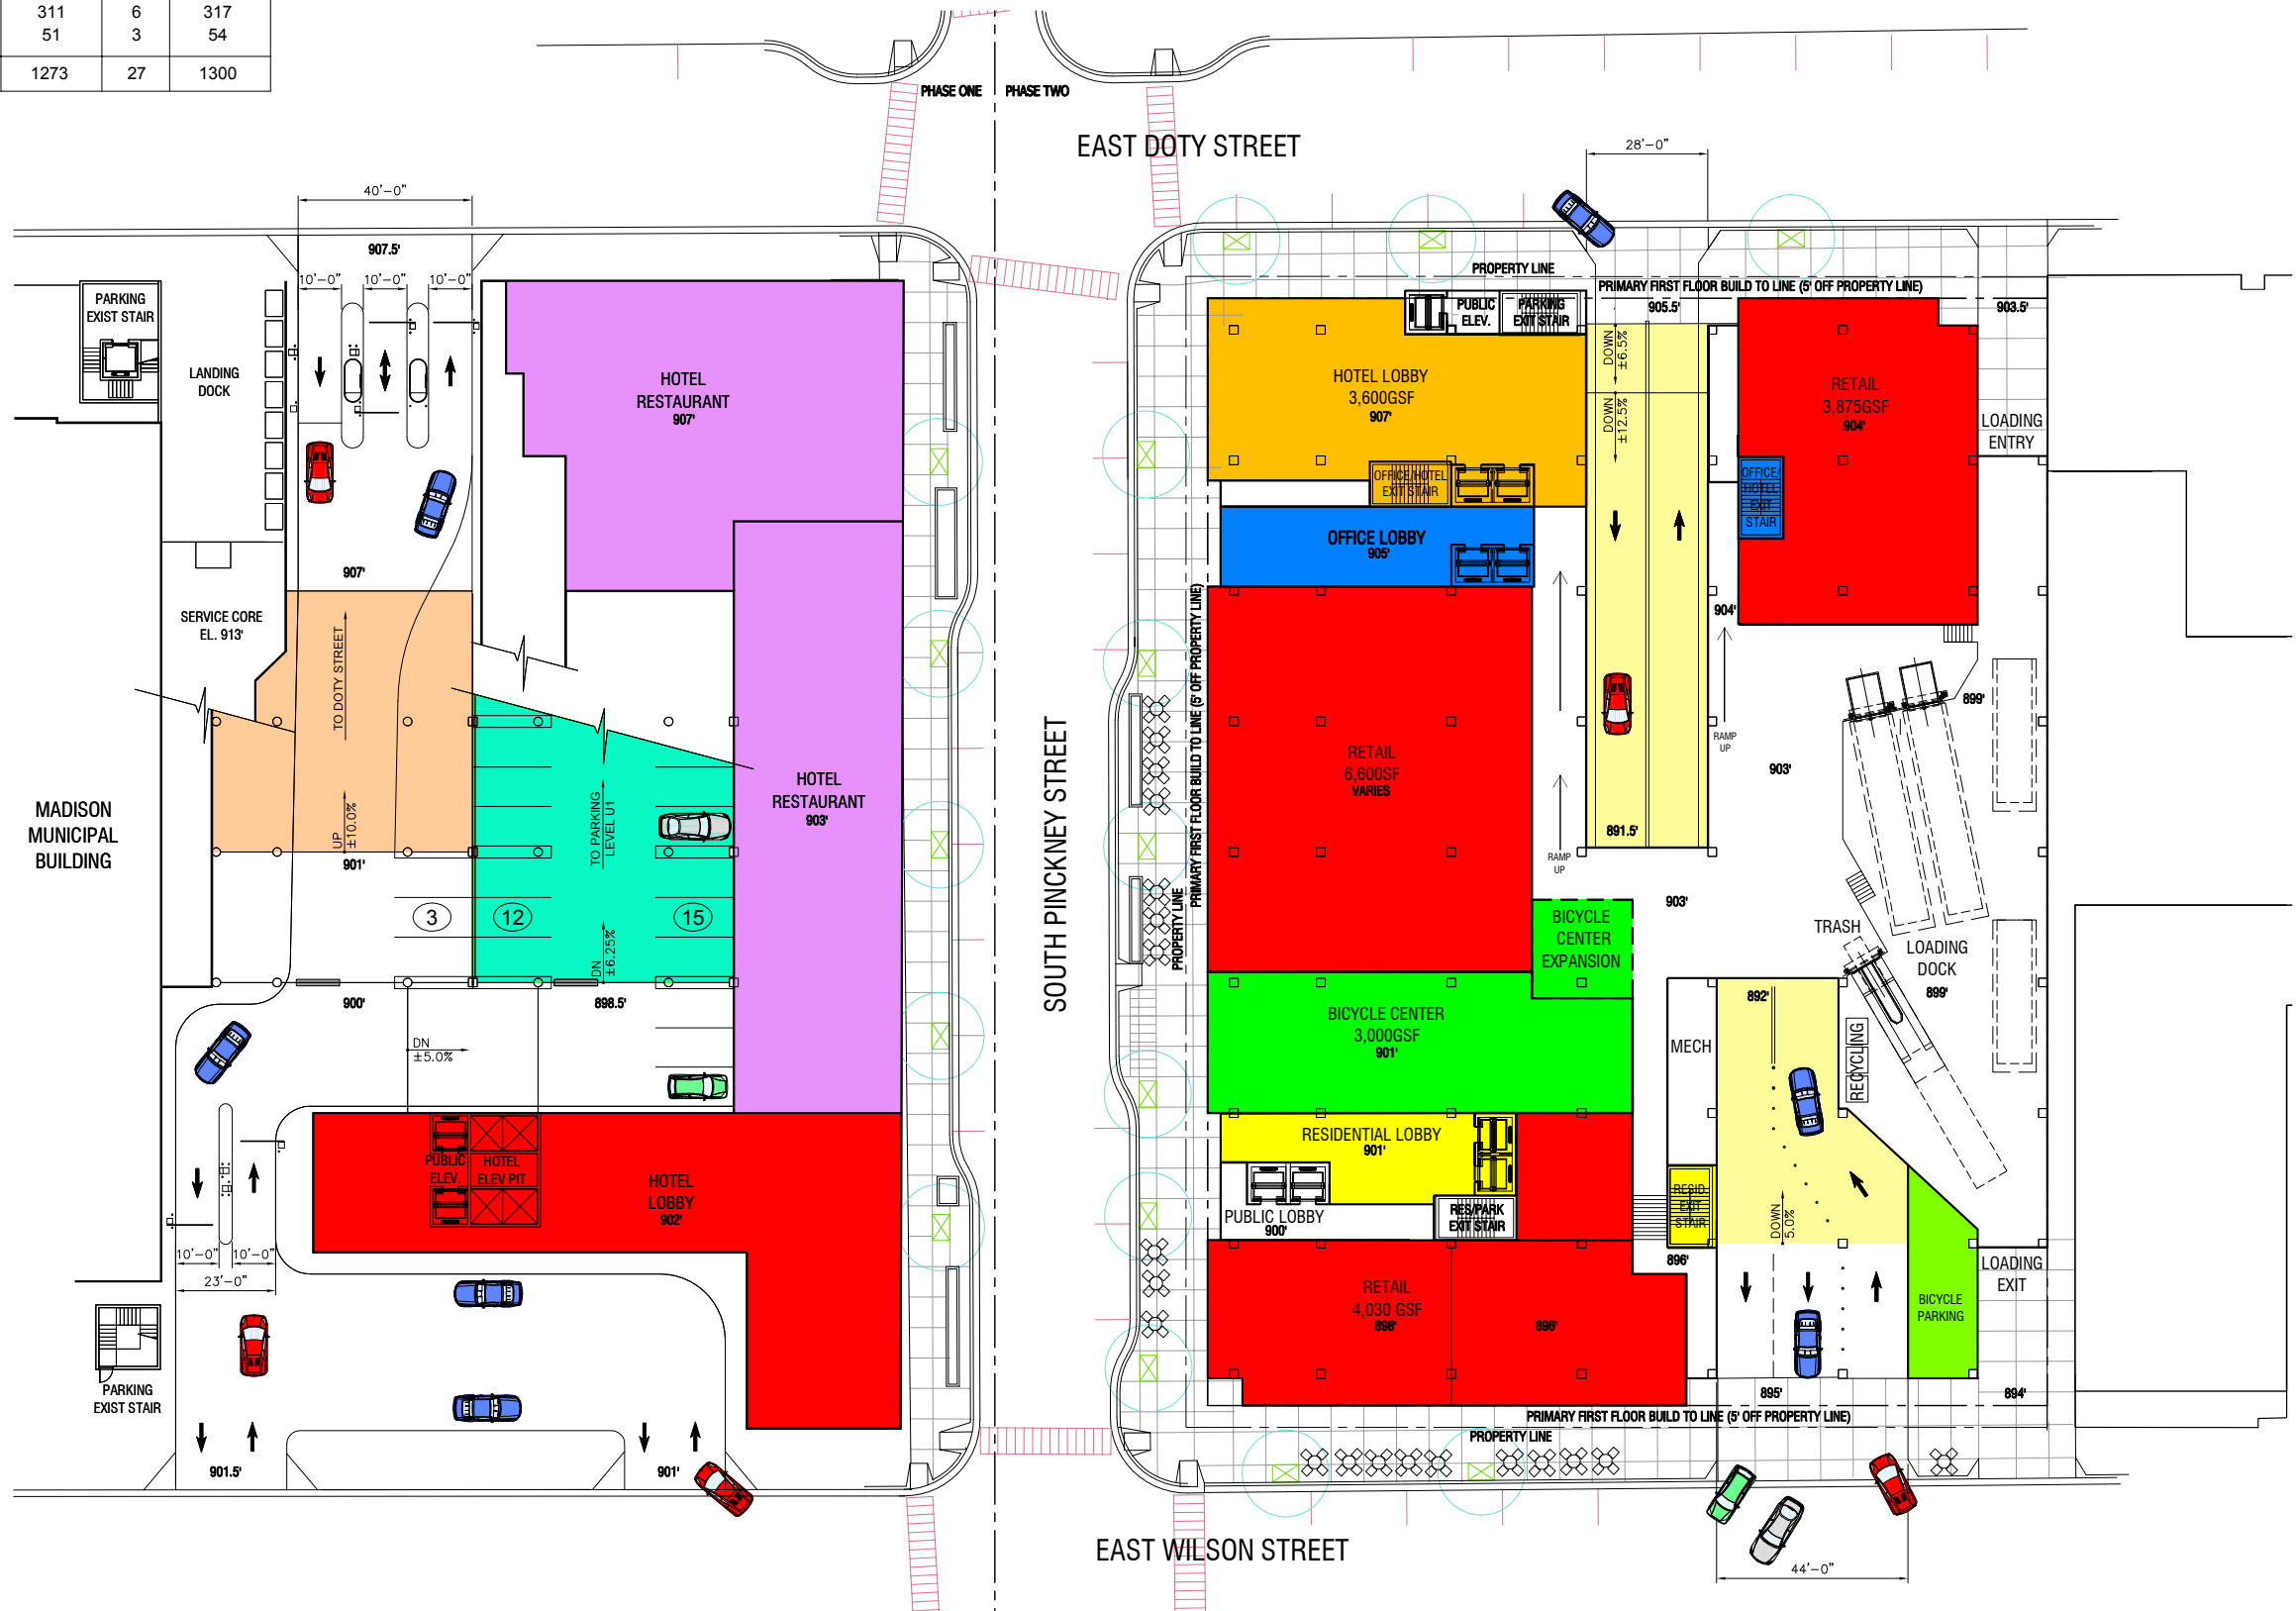 311 6 317
51 3 54
1273 27 1300
PHASE ONE PHASE TWO
EAST DOTY STREET
40'-0"
907.5'
10'-0" 10'-0" 10'-0"
PARKING
EXIST STAIR
LANDING
DOCK
907'
SERVICE CORE
EL. 913'
TO DOTY STREET
UP
±10.0%
901'
MADISON
MUNICIPAL
BUILDING
HOTEL
RESTAURANT
907'
HOTEL
RESTAURANT
903'
TO PARKING
LEVEL U1
3 12 15
DN
±6.25%
900'
898.5'
DN
±5.0%
PUBLIC
ELEV.
HOTEL
ELEV PIT
HOTEL
LOBBY
902'
10'-0" 10'-0"
23'-0"
PARKING
EXIST STAIR
901.5'
901'
SOUTH PINCKNEY STREET
28'-0"
PROPERTY LINE
PRIMARY FIRST FLOOR BUILD TO LINE (5' OFF PROPERTY LINE)
PUBLIC
ELEV.
PARKING
EXIT STAIR
905.5'
903.5'
HOTEL LOBBY
3,600GSF
907'
DOWN
±6.5%
DOWN
±12.5%
RETAIL
3,875GSF
904'
LOADING
ENTRY
OFFICE/HOTEL
EXIT STAIR
OFFICE/
HOTEL
EXIT
STAIR
OFFICE LOBBY
905'
904'
PRIMARY FIRST FLOOR BUILD TO LINE (5' OFF PROPERTY LINE)
PROPERTY LINE
RETAIL
6,600SF
VARIES
RAMP
UP
RAMP
UP
899'
903'
891.5'
903'
BICYCLE
CENTER
EXPANSION
TRASH
LOADING
DOCK
899'
BICYCLE CENTER
3,000GSF
901'
892'
MECH
RECYCLING
RESIDENTIAL LOBBY
901'
PUBLIC LOBBY
900'
RES/PARK
EXIT STAIR
RESID.
EXIT
STAIR
DOWN
5.0%
896'
LOADING
EXIT
RETAIL
4,030 GSF
898'
896'
BICYCLE
PARKING
895'
894'
PRIMARY FIRST FLOOR BUILD TO LINE (5' OFF PROPERTY LINE)
PROPERTY LINE
EAST WILSON STREET
44'-0"